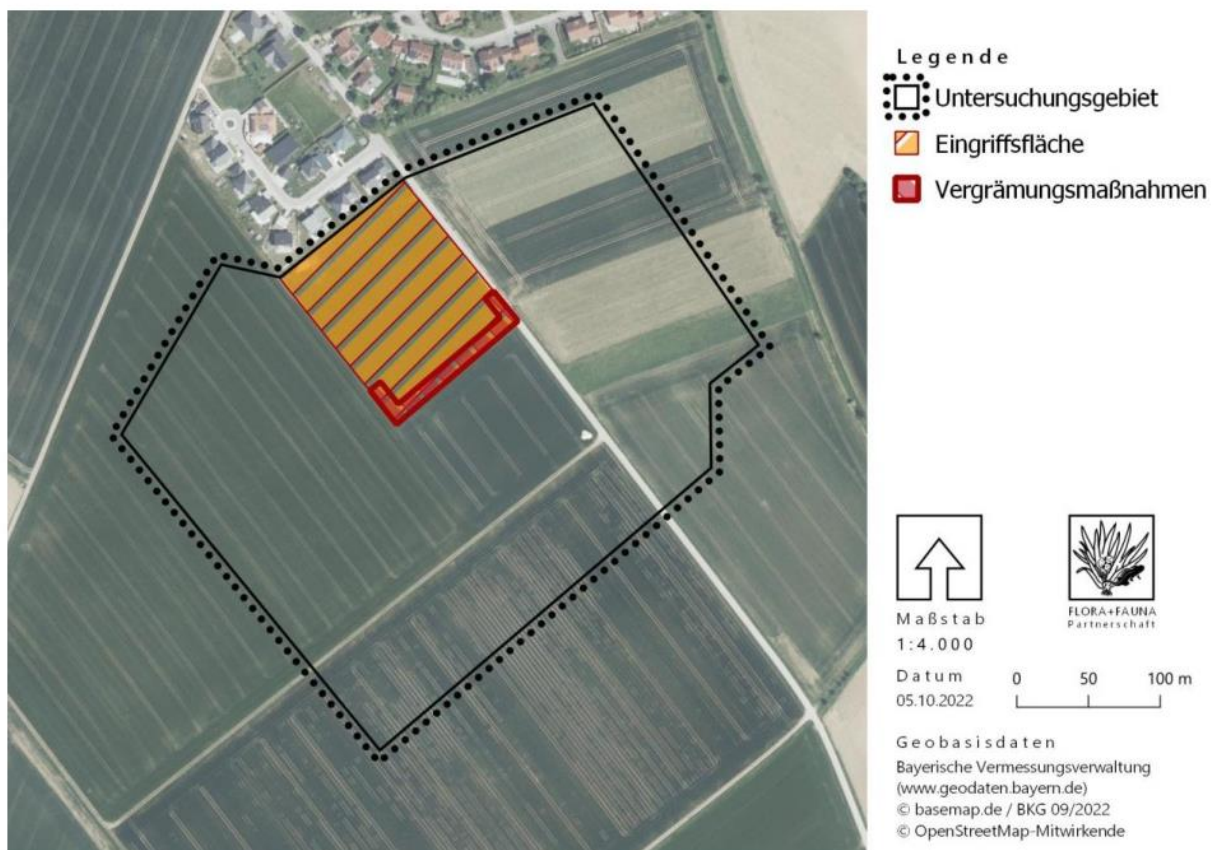 Legende
Untersuchungsgebiet
Eingriffsfläche
Vergrämungsmaßnahmen
Maßstab
1:4.000
FLORA+FAUNA
Partnerschaft
Datum
05.10.2022
0 50 100 m
Geobasisdaten
Bayerische Vermessungsverwaltung
(www.geodaten.bayern.de)
© basemap.de / BKG 09/2022
© OpenStreetMap-Mitwirkende